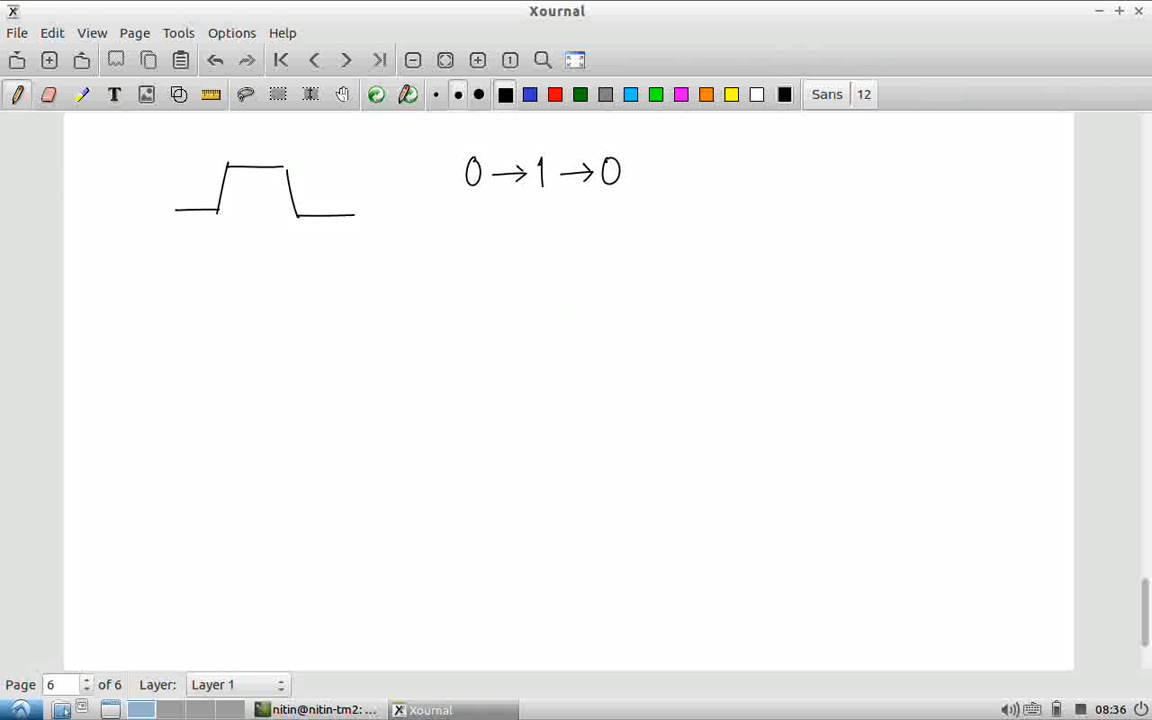 Xournal
File Edit View Page Tools Options Help
T 1 Sans 12
0 → 1 → 0
Page 6 of 6 Layer: Layer 1
nitin@nitin-tm2: ... Xournal 08:36